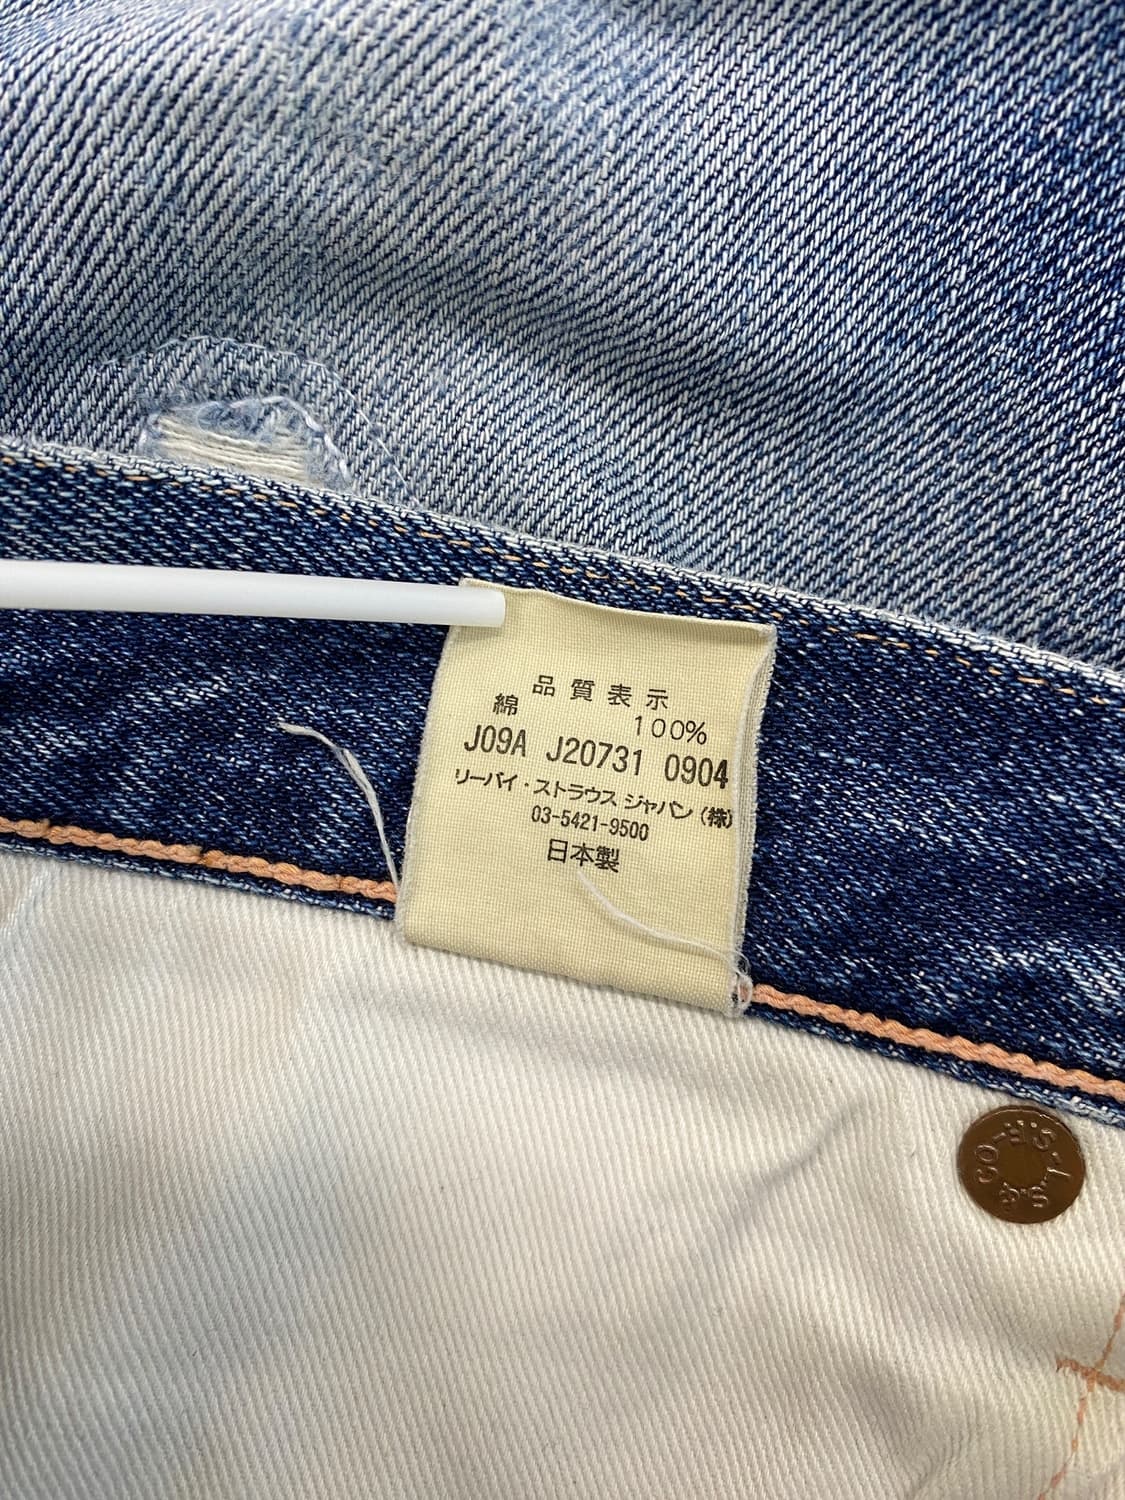 品質表示
綿 100%
J09A J20731 0904
リーバイ・ストラウス ジャパン(株)
03-5421-9500
日本製
L.S.&CO-S.F.